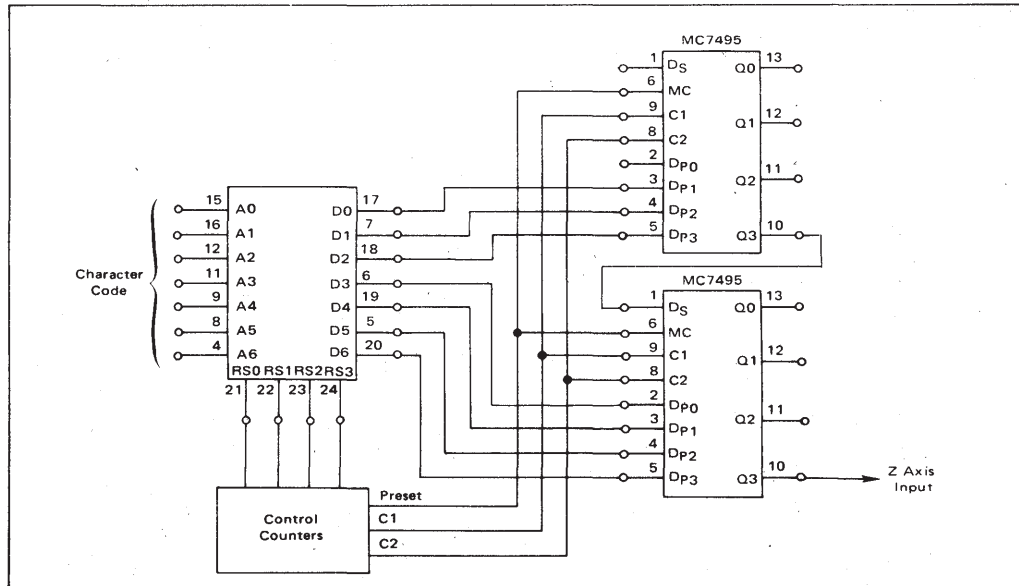 MC7495
1 DS Q0 13
6 MC
9 C1 Q1 12
8 C2
2 DP0 Q2 11
3 DP1
4 DP2
5 DP3 Q3 10
Character
Code
15 A0 D0 17
16 A1 D1 7
12 A2 D2 18
11 A3 D3 6
9 A4 D4 19
8 A5 D5 5
4 A6 D6 20
RS0 RS1 RS2 RS3
21 22 23 24
MC7495
1 DS Q0 13
6 MC
9 C1 Q1 12
8 C2
2 DP0 Q2 11
3 DP1
4 DP2
5 DP3 Q3 10
Z Axis
Input
Control
Counters
Preset
C1
C2